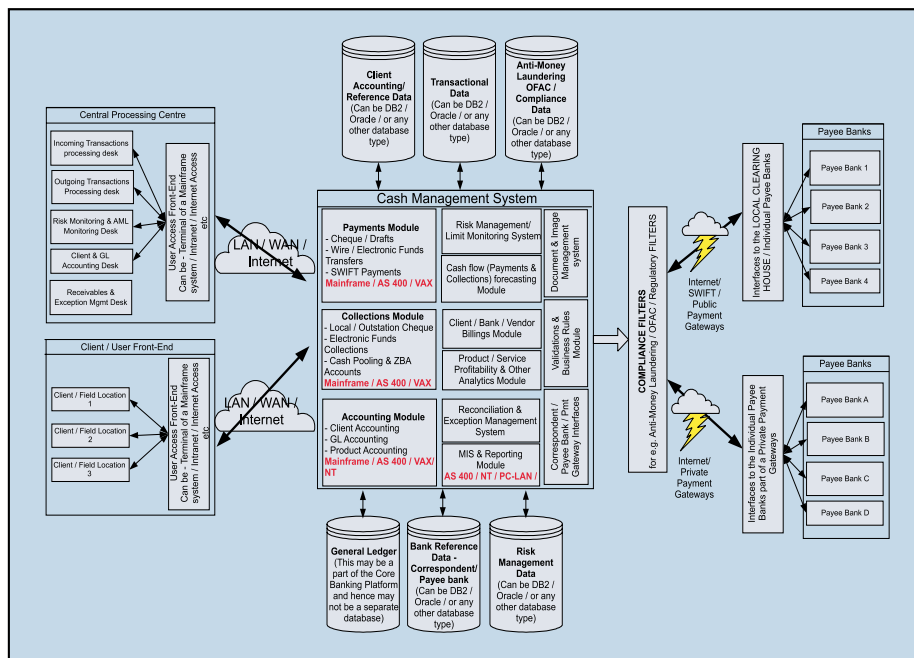 Client
Accounting/
Reference Data
(Can be DB2 /
Oracle / or any
other database
type)
Transactional
Data
(Can be DB2 /
Oracle / or any
other database
type)
Anti-Money
Laundering
OFAC /
Compliance
Data
(Can be DB2 /
Oracle / or any
other database
type)
Central Processing Centre
Incoming Transactions
processing desk
Outgoing Transactions
Processing desk
Risk Monitoring & AML
Monitoring Desk
Client & GL
Accounting Desk
Receivables &
Exception Mgmt Desk
User Access Front-End
Can be - Terminal of a Mainframe
system / Intranet / Internet Access
etc
LAN / WAN /
Internet
Client / User Front-End
Client / Field Location
1
Client / Field Location
2
Client / Field Location
3
User Access Front-End
Can be - Terminal of a Mainframe
system / Intranet / Internet Access
etc
LAN / WAN /
Internet
Cash Management System
Payments Module
- Cheque / Drafts
- Wire / Electronic Funds
Transfers
- SWIFT Payments
Mainframe / AS 400 / VAX
Collections Module
- Local / Outstation Cheque
- Electronic Funds
Collections
- Cash Pooling & ZBA
Accounts
Mainframe / AS 400 / VAX
Accounting Module
- Client Accounting
- GL Accounting
- Product Accounting
Mainframe / AS 400 / VAX/
NT
Risk Management/
Limit Monitoring System
Cash flow (Payments &
Collections) forecasting
Module
Client / Bank / Vendor
Billings Module
Product / Service
Profitability & Other
Analytics Module
Reconciliation &
Exception Management
System
MIS & Reporting
Module
AS 400 / NT / PC-LAN /
Document & Image
Management
system
Validations &
Business Rules
Module
Correspondent /
Payee Bank / Pmt
Gateway Interfaces
General Ledger
(This may be a
part of the Core
Banking Platform
and hence may
not be a separate
database)
Bank Reference
Data -
Correspondent/
Payee bank
(Can be DB2 /
Oracle / or any
other database
type)
Risk
Management
Data
(Can be DB2 /
Oracle / or any
other database
type)
COMPLIANCE FILTERS
for e.g. Anti-Money Laundering / OFAC / Regulatory FILTERS
Internet/
SWIFT /
Public
Payment
Gateways
Internet/
Private
Payment
Gateways
Interfaces to the LOCAL CLEARING
HOUSE / Individual Payee Banks
Payee Banks
Payee Bank 1
Payee Bank 2
Payee Bank 3
Payee Bank 4
Interfaces to the Individual Payee
Banks part of a Private Payment
Gateways
Payee Banks
Payee Bank A
Payee Bank B
Payee Bank C
Payee Bank D